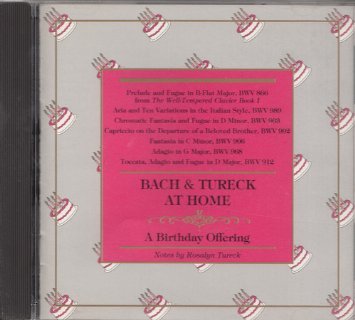 Prelude and Fugue in B-Flat Major, BWV 866
from The Well-Tempered Clavier Book I
Aria and Ten Variations in the Italian Style, BWV 989
Chromatic Fantasia and Fugue in D Minor, BWV 903
Capriccio on the Departure of a Beloved Brother, BWV 992
Fantasia in C Minor, BWV 906
Adagio in G Major, BWV 968
Toccata, Adagio and Fugue in D Major, BWV 912
BACH & TURECK
AT HOME
A Birthday Offering
Notes by Rosalyn Tureck